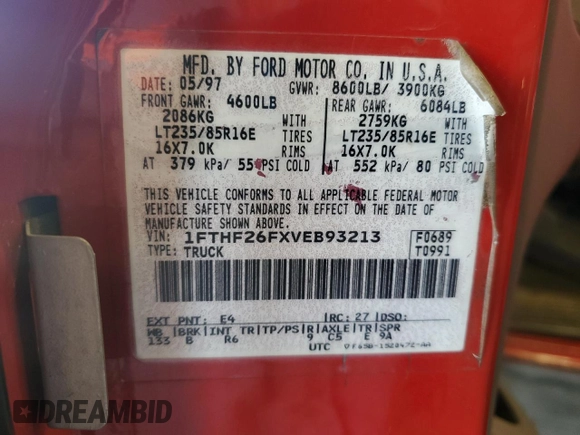 MFD. BY FORD MOTOR CO. IN U.S.A.
DATE: 05/97 GVWR: 8600LB/ 3900KG
FRONT GAWR: 4600LB REAR GAWR: 6084LB
2086KG WITH 2759KG WITH
LT235/85R16E TIRES LT235/85R16E TIRES
16X7.0K RIMS 16X7.0K RIMS
AT 379 kPa/ 55 PSI COLD AT 552 kPa/ 80 PSI COLD
THIS VEHICLE CONFORMS TO ALL APPLICABLE FEDERAL MOTOR
VEHICLE SAFETY STANDARDS IN EFFECT ON THE DATE OF
MANUFACTURE SHOWN ABOVE.
VIN: 1FTHF26FXVEB93213 F0689
TYPE: TRUCK T0991
EXT PNT: E4 RC: 27 DSO:
WB BRK INT TR TP/PS R AXLE TR SPR
133 B R6 9 C5 E 9A
UTC
DREAMBID